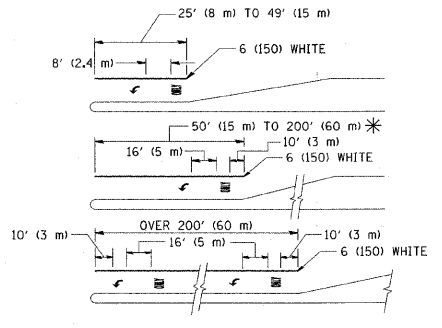 25' (8 m) TO 49' (15 m)
6 (150) WHITE
8' (2.4 m)
50' (15 m) TO 200' (60 m) *
10' (3 m)
16' (5 m)
6 (150) WHITE
OVER 200' (60 m)
10' (3 m)
16' (5 m)
10' (3 m)
6 (150) WHITE